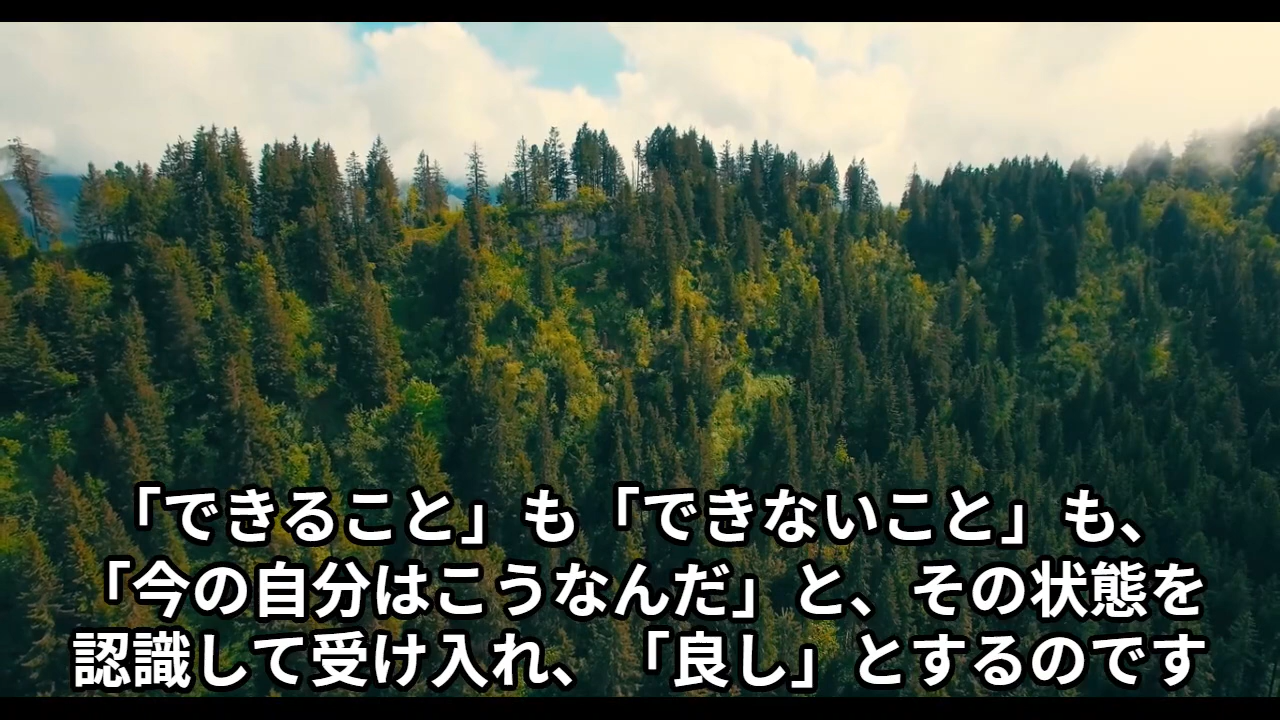 「できること」も「できないこと」も、
「今の自分はこうなんだ」と、その状態を
認識して受け入れ、「良し」とするのです